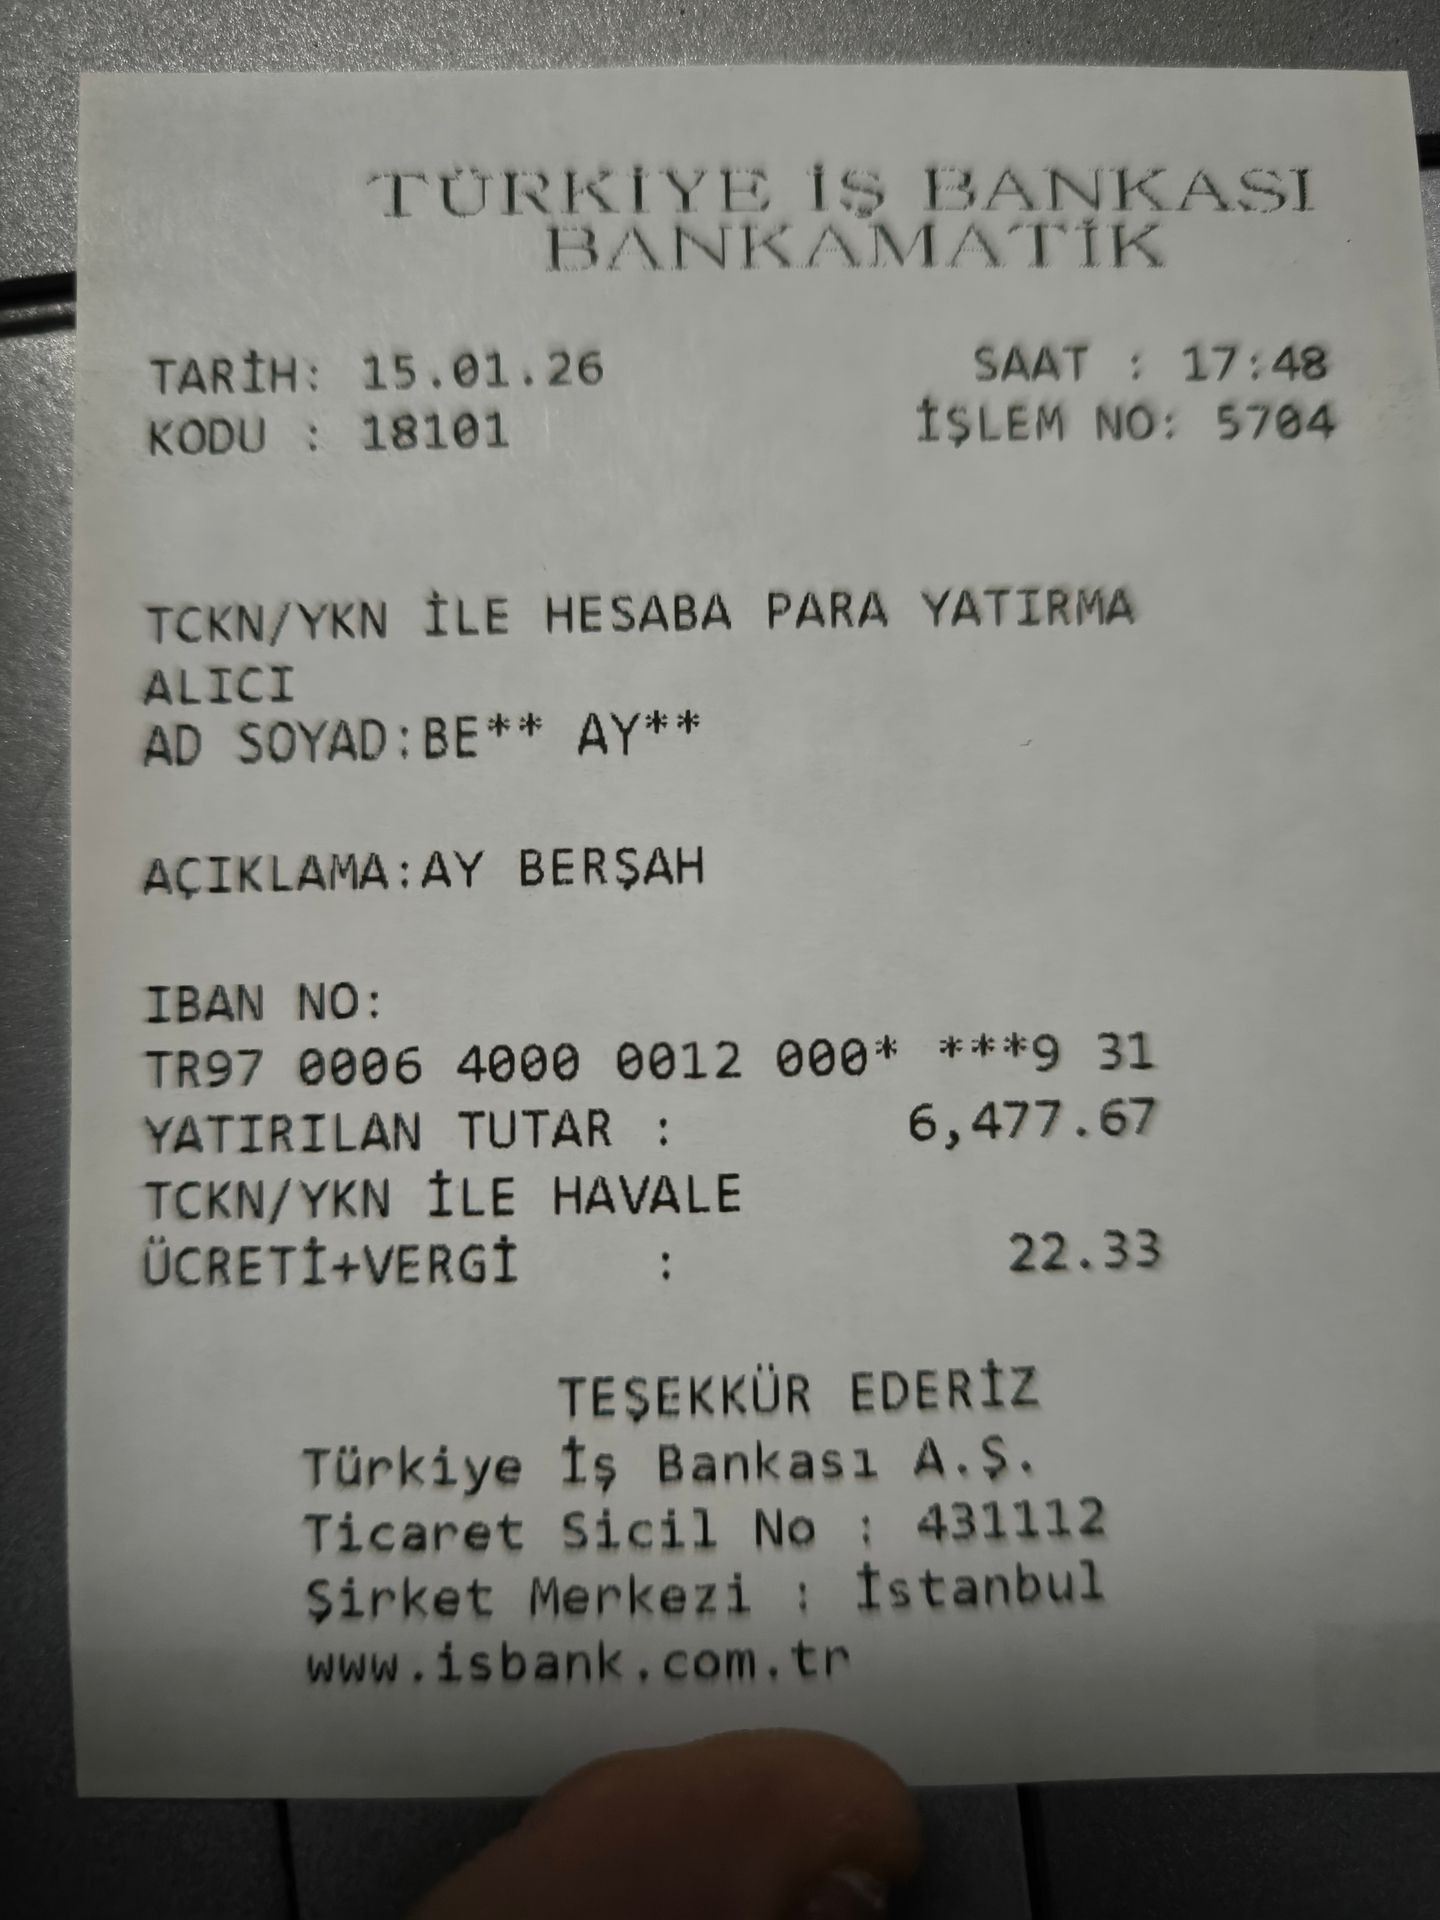 TÜRKİYE İŞ BANKASI
BANKAMATİK
TARİH: 15.01.26 SAAT : 17:48
KODU : 18101 İŞLEM NO: 5704
TCKN/YKN İLE HESABA PARA YATIRMA
ALICI
AD SOYAD:BE** AY**
AÇIKLAMA:AY BERŞAH
IBAN NO:
TR97 0006 4000 0012 000* ***9 31
YATIRILAN TUTAR : 6,477.67
TCKN/YKN İLE HAVALE
ÜCRETİ+VERGİ : 22.33
TEŞEKKÜR EDERİZ
Türkiye İş Bankası A.Ş.
Ticaret Sicil No : 431112
Şirket Merkezi : İstanbul
www.isbank.com.tr